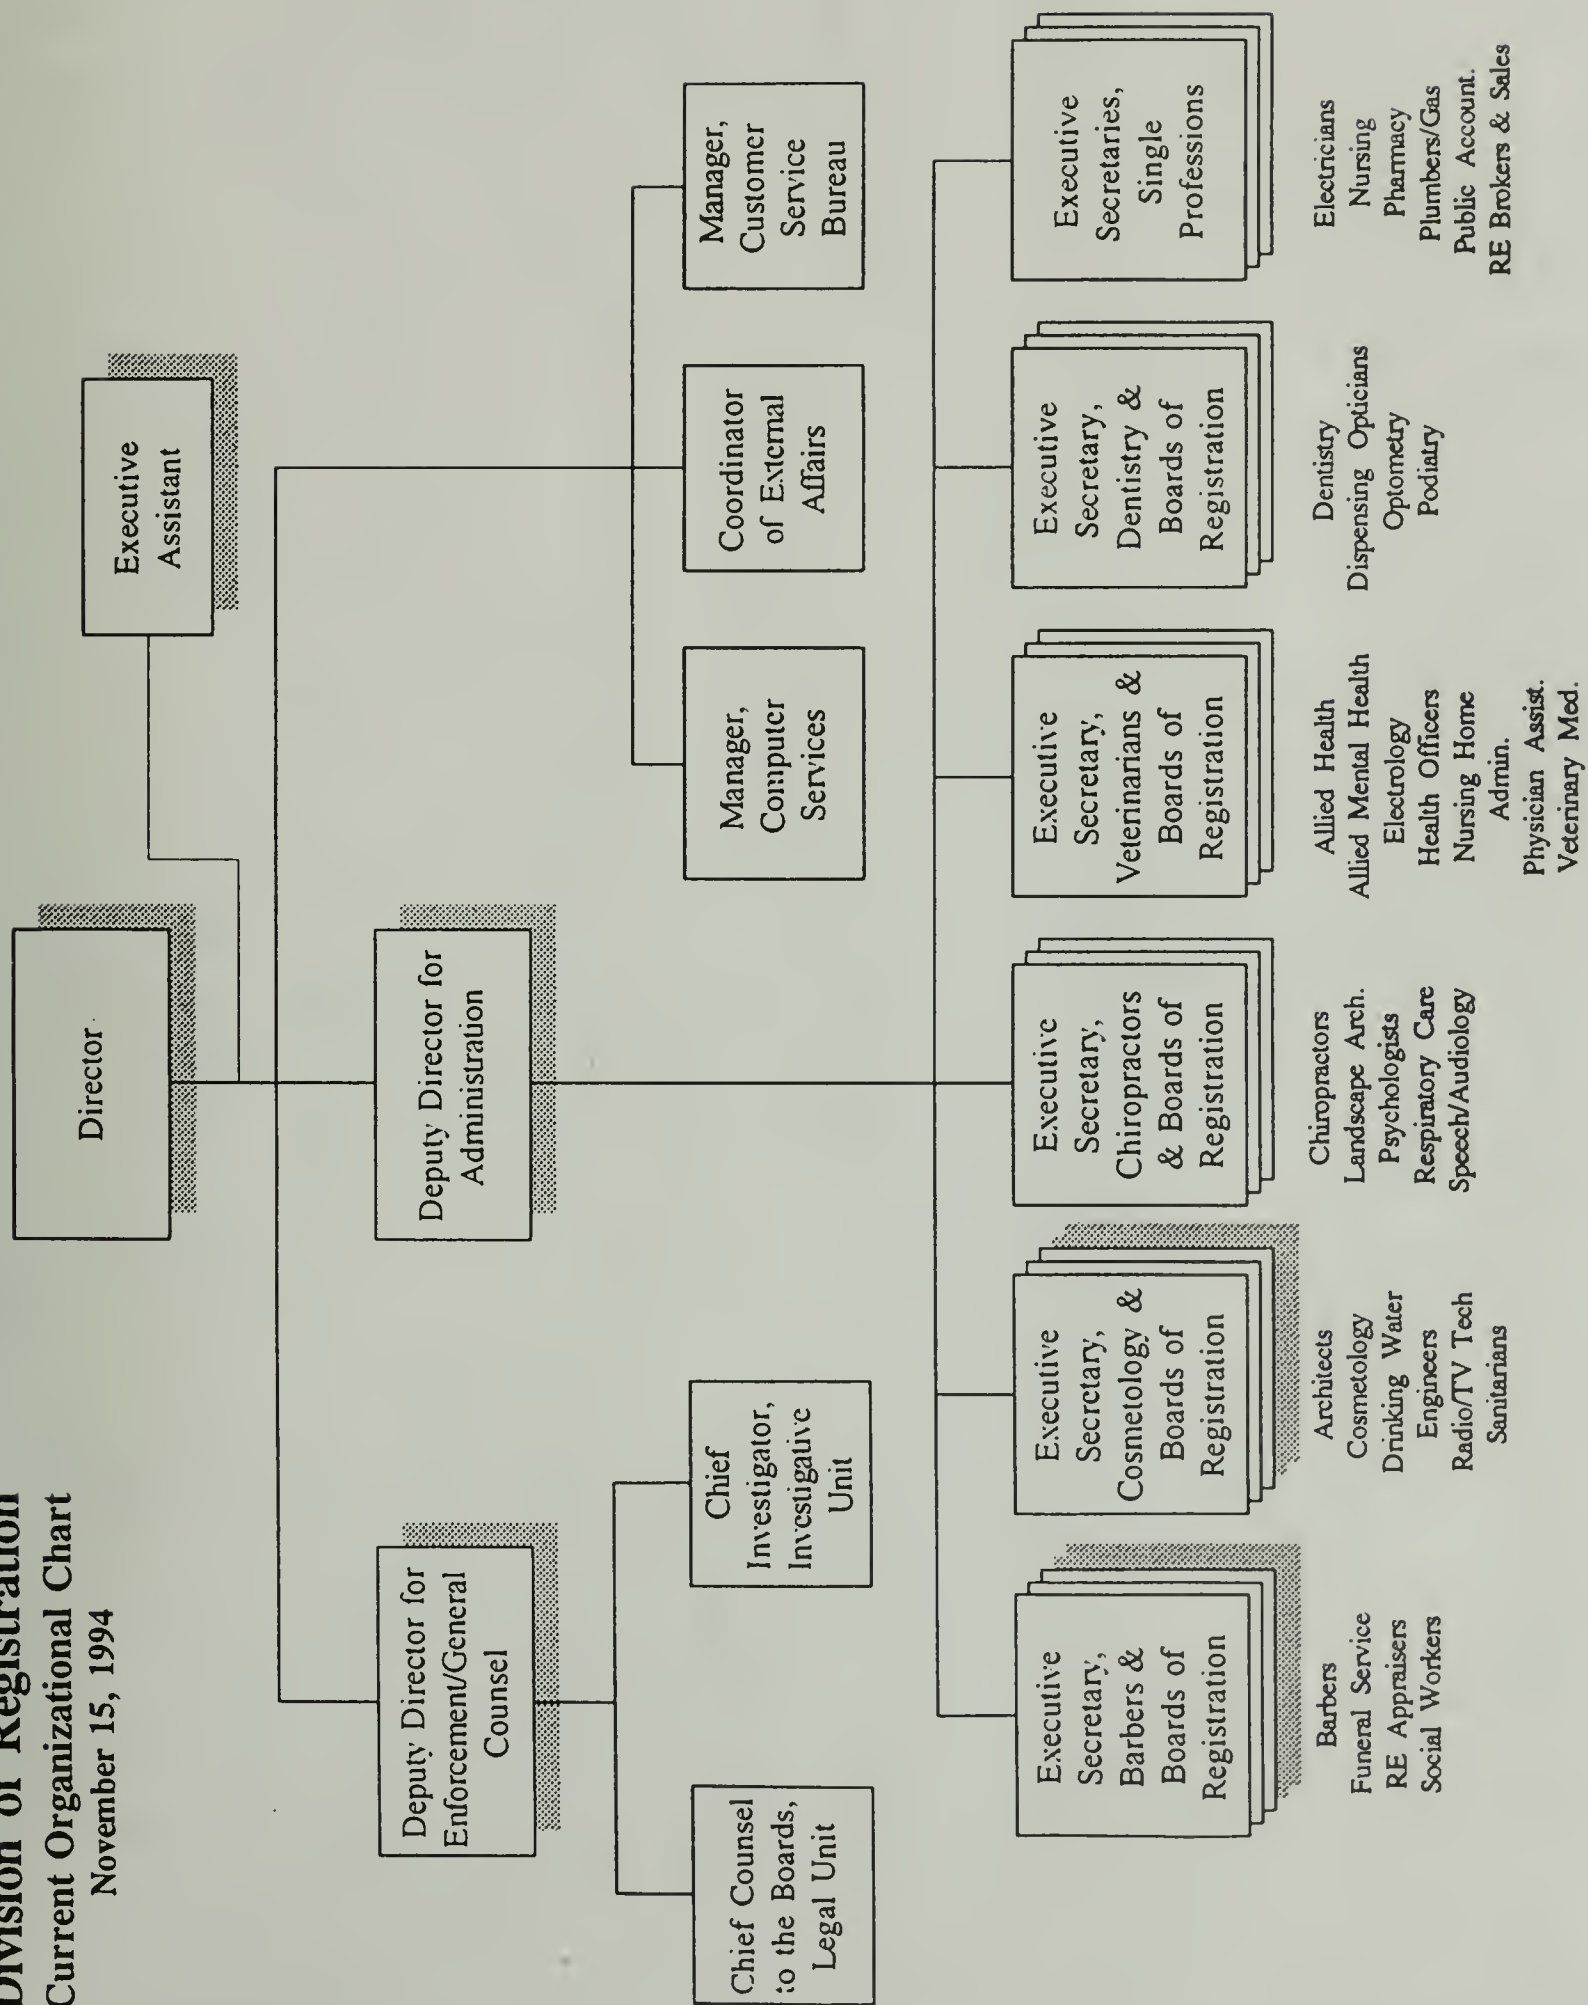 Division of Registration
Current Organizational Chart
November 15, 1994
Director
Executive
Assistant
Deputy Director for
Enforcement/General
Counsel
Deputy Director for
Administration
Chief Counsel
to the Boards,
Legal Unit
Chief
Investigator,
Investigative
Unit
Manager,
Computer
Services
Coordinator
of External
Affairs
Manager,
Customer
Service
Bureau
Executive
Secretary,
Barbers &
Boards of
Registration
Barbers
Funeral Service
RE Appraisers
Social Workers
Executive
Secretary,
Cosmetology &
Boards of
Registration
Architects
Cosmetology
Drinking Water
Engineers
Radio/TV Tech
Sanitarians
Executive
Secretary,
Chiropractors
& Boards of
Registration
Chiropractors
Landscape Arch.
Psychologists
Respiratory Care
Speech/Audiology
Executive
Secretary,
Veterinarians &
Boards of
Registration
Allied Health
Allied Mental Health
Electrology
Health Officers
Nursing Home
Admin.
Physician Assist.
Veterinary Med.
Executive
Secretary,
Dentistry &
Boards of
Registration
Dentistry
Dispensing Opticians
Optometry
Podiatry
Executive
Secretaries,
Single
Professions
Electricians
Nursing
Pharmacy
Plumbers/Gas
Public Account.
RE Brokers & Sales